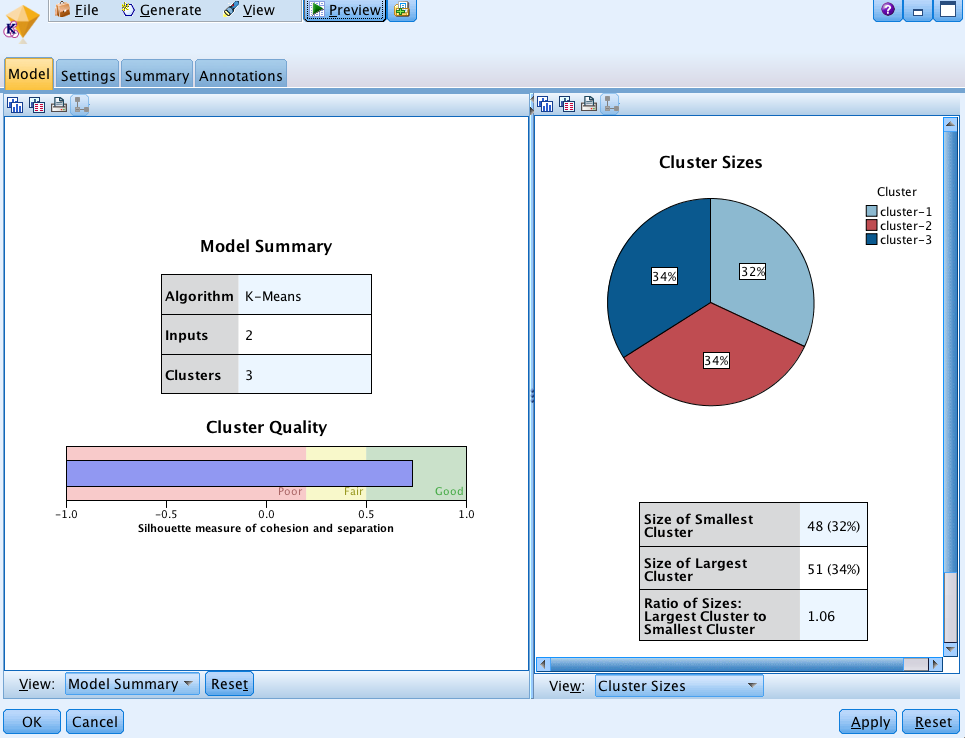 File Generate View Preview
K
Model Settings Summary Annotations
Model Summary
Algorithm K-Means
Inputs 2
Clusters 3
Cluster Quality
Poor Fair Good
-1.0 -0.5 0.0 0.5 1.0
Silhouette measure of cohesion and separation
View: Model Summary Reset
Cluster Sizes
Cluster
cluster-1
cluster-2
cluster-3
34%
32%
34%
Size of Smallest
Cluster
48 (32%)
Size of Largest
Cluster
51 (34%)
Ratio of Sizes:
Largest Cluster to
Smallest Cluster
1.06
View: Cluster Sizes
OK Cancel Apply Reset